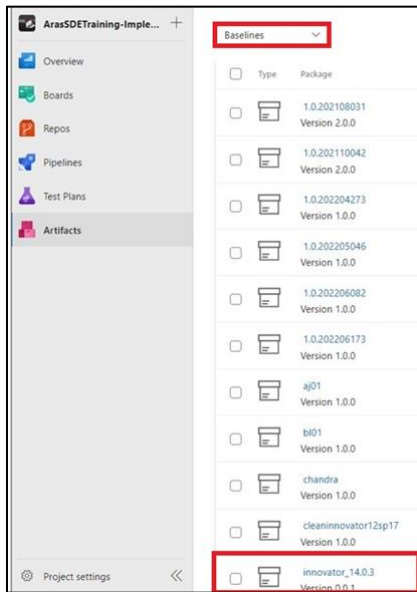 ArasSDETraining-Imple...
Overview
Boards
Repos
Pipelines
Test Plans
Artifacts
Project settings
Baselines
Type Package
1.0.202108031
Version 2.0.0
1.0.202110042
Version 2.0.0
1.0.202204273
Version 1.0.0
1.0.202205046
Version 1.0.0
1.0.202206082
Version 1.0.0
1.0.202206173
Version 1.0.0
aj01
Version 1.0.0
bl01
Version 1.0.0
chandra
Version 1.0.0
cleaninnovator12sp17
Version 1.0.0
innovator_14.0.3
Version 0.0.1